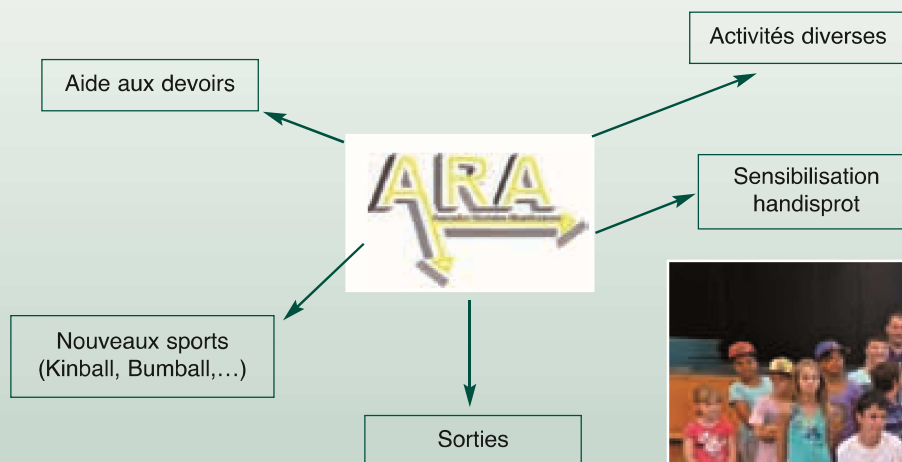 Activités diverses
Aide aux devoirs
ARA
Sensibilisation
handisprot
Nouveaux sports
(Kinball, Bumball,…)
Sorties